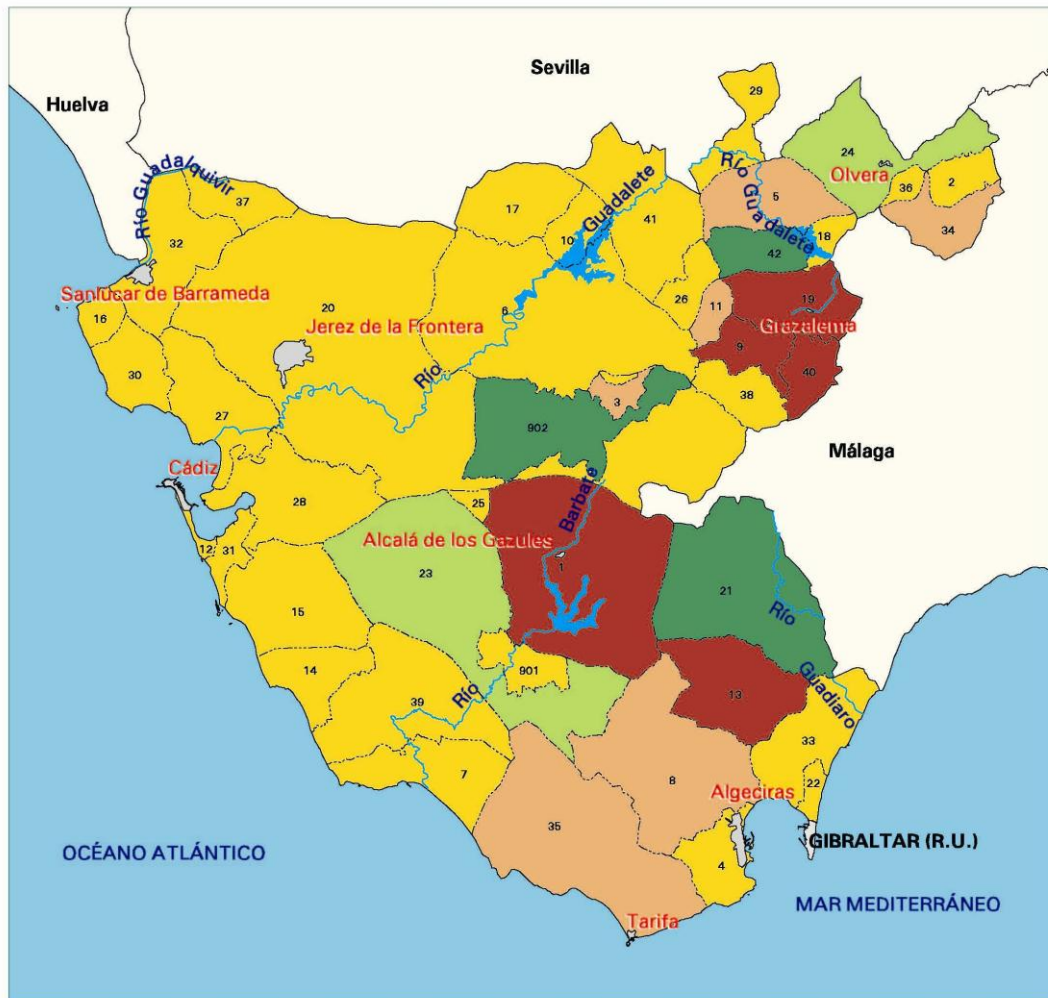 Sevilla
Huelva
29
Río Guadalquivir
37
24
Olvera
36
2
Río Guadalete
5
34
17
Guadalete
10
41
18
42
32
Sanlúcar de Barrameda
16
20
Jerez de la Frontera
6
26
11
19
Grazalema
9
40
30
Río
3
38
27
902
Málaga
Cádiz
28
25
Barbate
Alcalá de los Gazules
23
1
21
Río
12
31
15
14
901
Río
39
13
Guadiaro
33
7
8
22
Algeciras
35
GIBRALTAR (R.U.)
OCÉANO ATLÁNTICO
4
MAR MEDITERRÁNEO
Tarifa